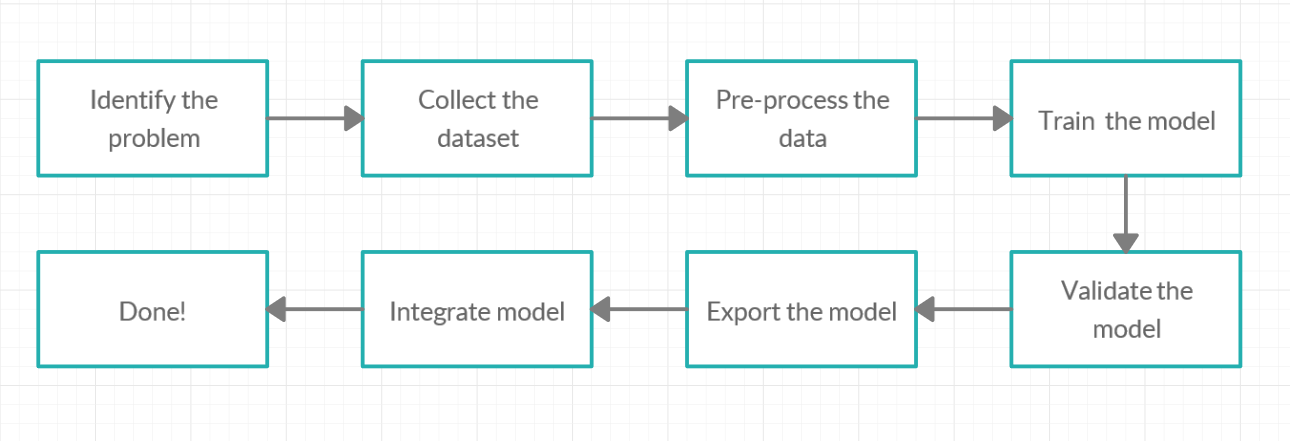 Identify the
problem
Collect the
dataset
Pre-process the
data
Train  the model
Validate the
model
Export the model
Integrate model
Done!